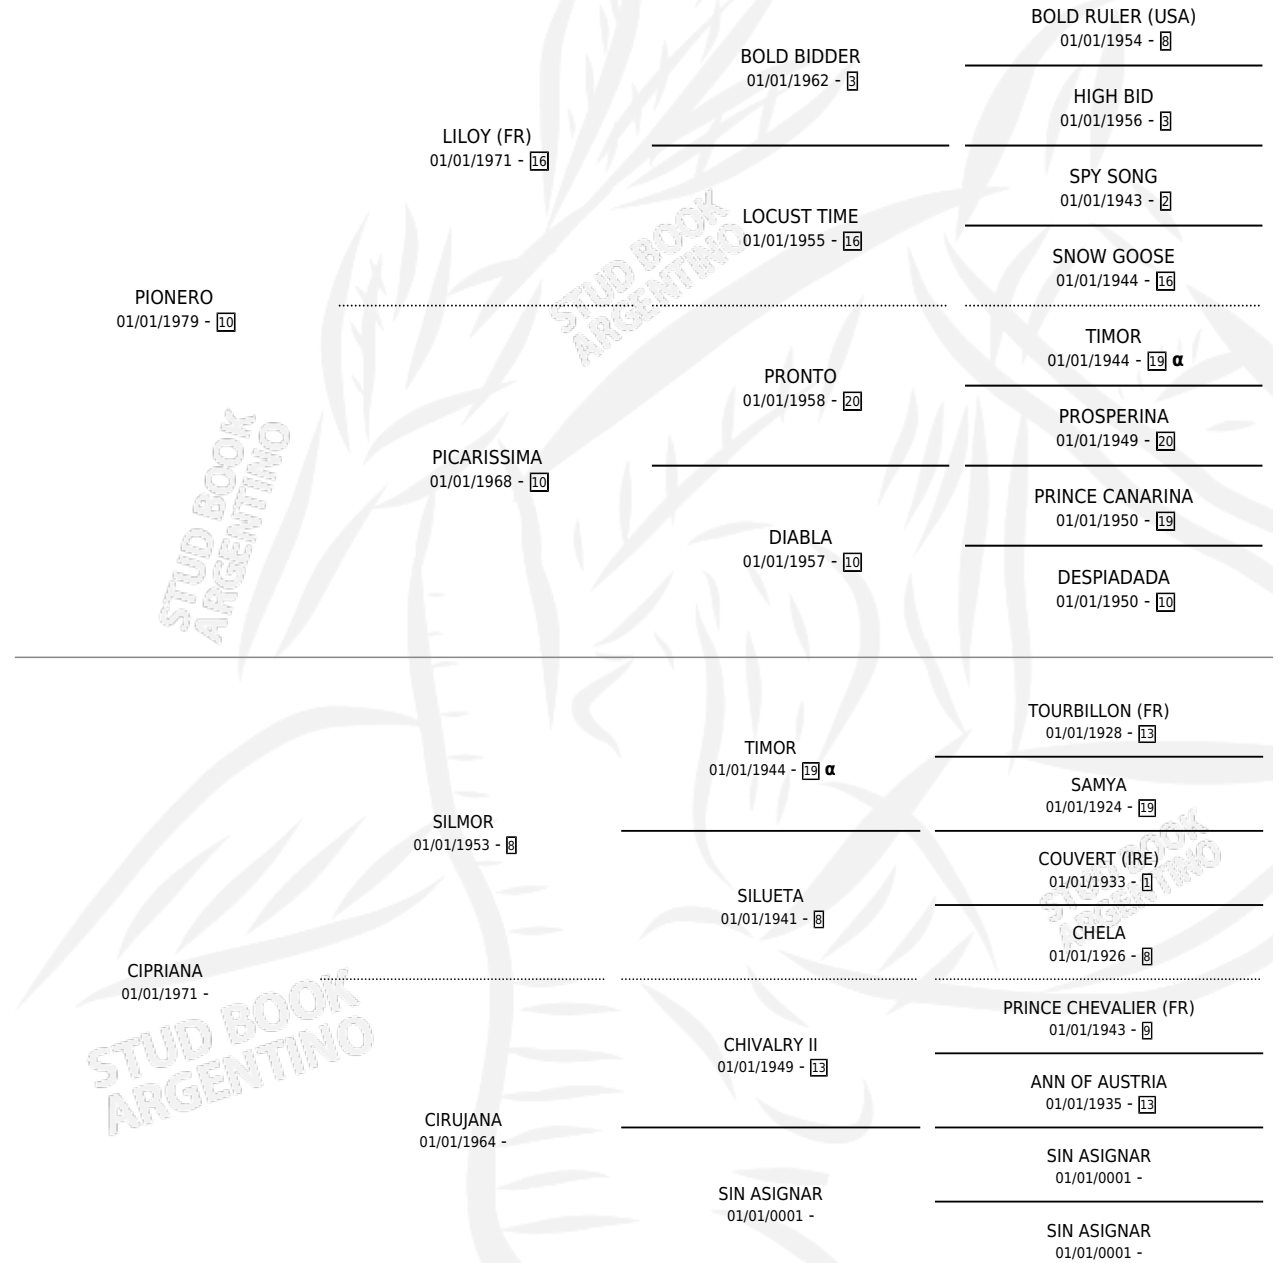 BOLD RULER (USA)
01/01/1954 - 8
BOLD BIDDER
01/01/1962 - 3
HIGH BID
01/01/1956 - 3
LILOY (FR)
01/01/1971 - 16
SPY SONG
01/01/1943 - 2
LOCUST TIME
01/01/1955 - 16
SNOW GOOSE
01/01/1944 - 16
STUD BOOK
ARGENTINO
PIONERO
01/01/1979 - 10
TIMOR
01/01/1944 - 19 α
PRONTO
01/01/1958 - 20
PROSPERINA
01/01/1949 - 20
PICARISSIMA
01/01/1968 - 10
PRINCE CANARINA
01/01/1950 - 19
DIABLA
01/01/1957 - 10
DESPIADADA
01/01/1950 - 10
STUD BOOK
ARGENTINO
TOURBILLON (FR)
01/01/1928 - 13
TIMOR
01/01/1944 - 19 α
SAMYA
01/01/1924 - 19
SILMOR
01/01/1953 - 8
COUVERT (IRE)
01/01/1933 - 1
SILUETA
01/01/1941 - 8
CHELA
01/01/1926 - 8
STUD BOOK
ARGENTINO
CIPRIANA
01/01/1971 -
PRINCE CHEVALIER (FR)
01/01/1943 - 9
CHIVALRY II
01/01/1949 - 13
ANN OF AUSTRIA
01/01/1935 - 13
STUD BOOK
ARGENTINO
CIRUJANA
01/01/1964 -
SIN ASIGNAR
01/01/0001 -
SIN ASIGNAR
01/01/0001 -
SIN ASIGNAR
01/01/0001 -